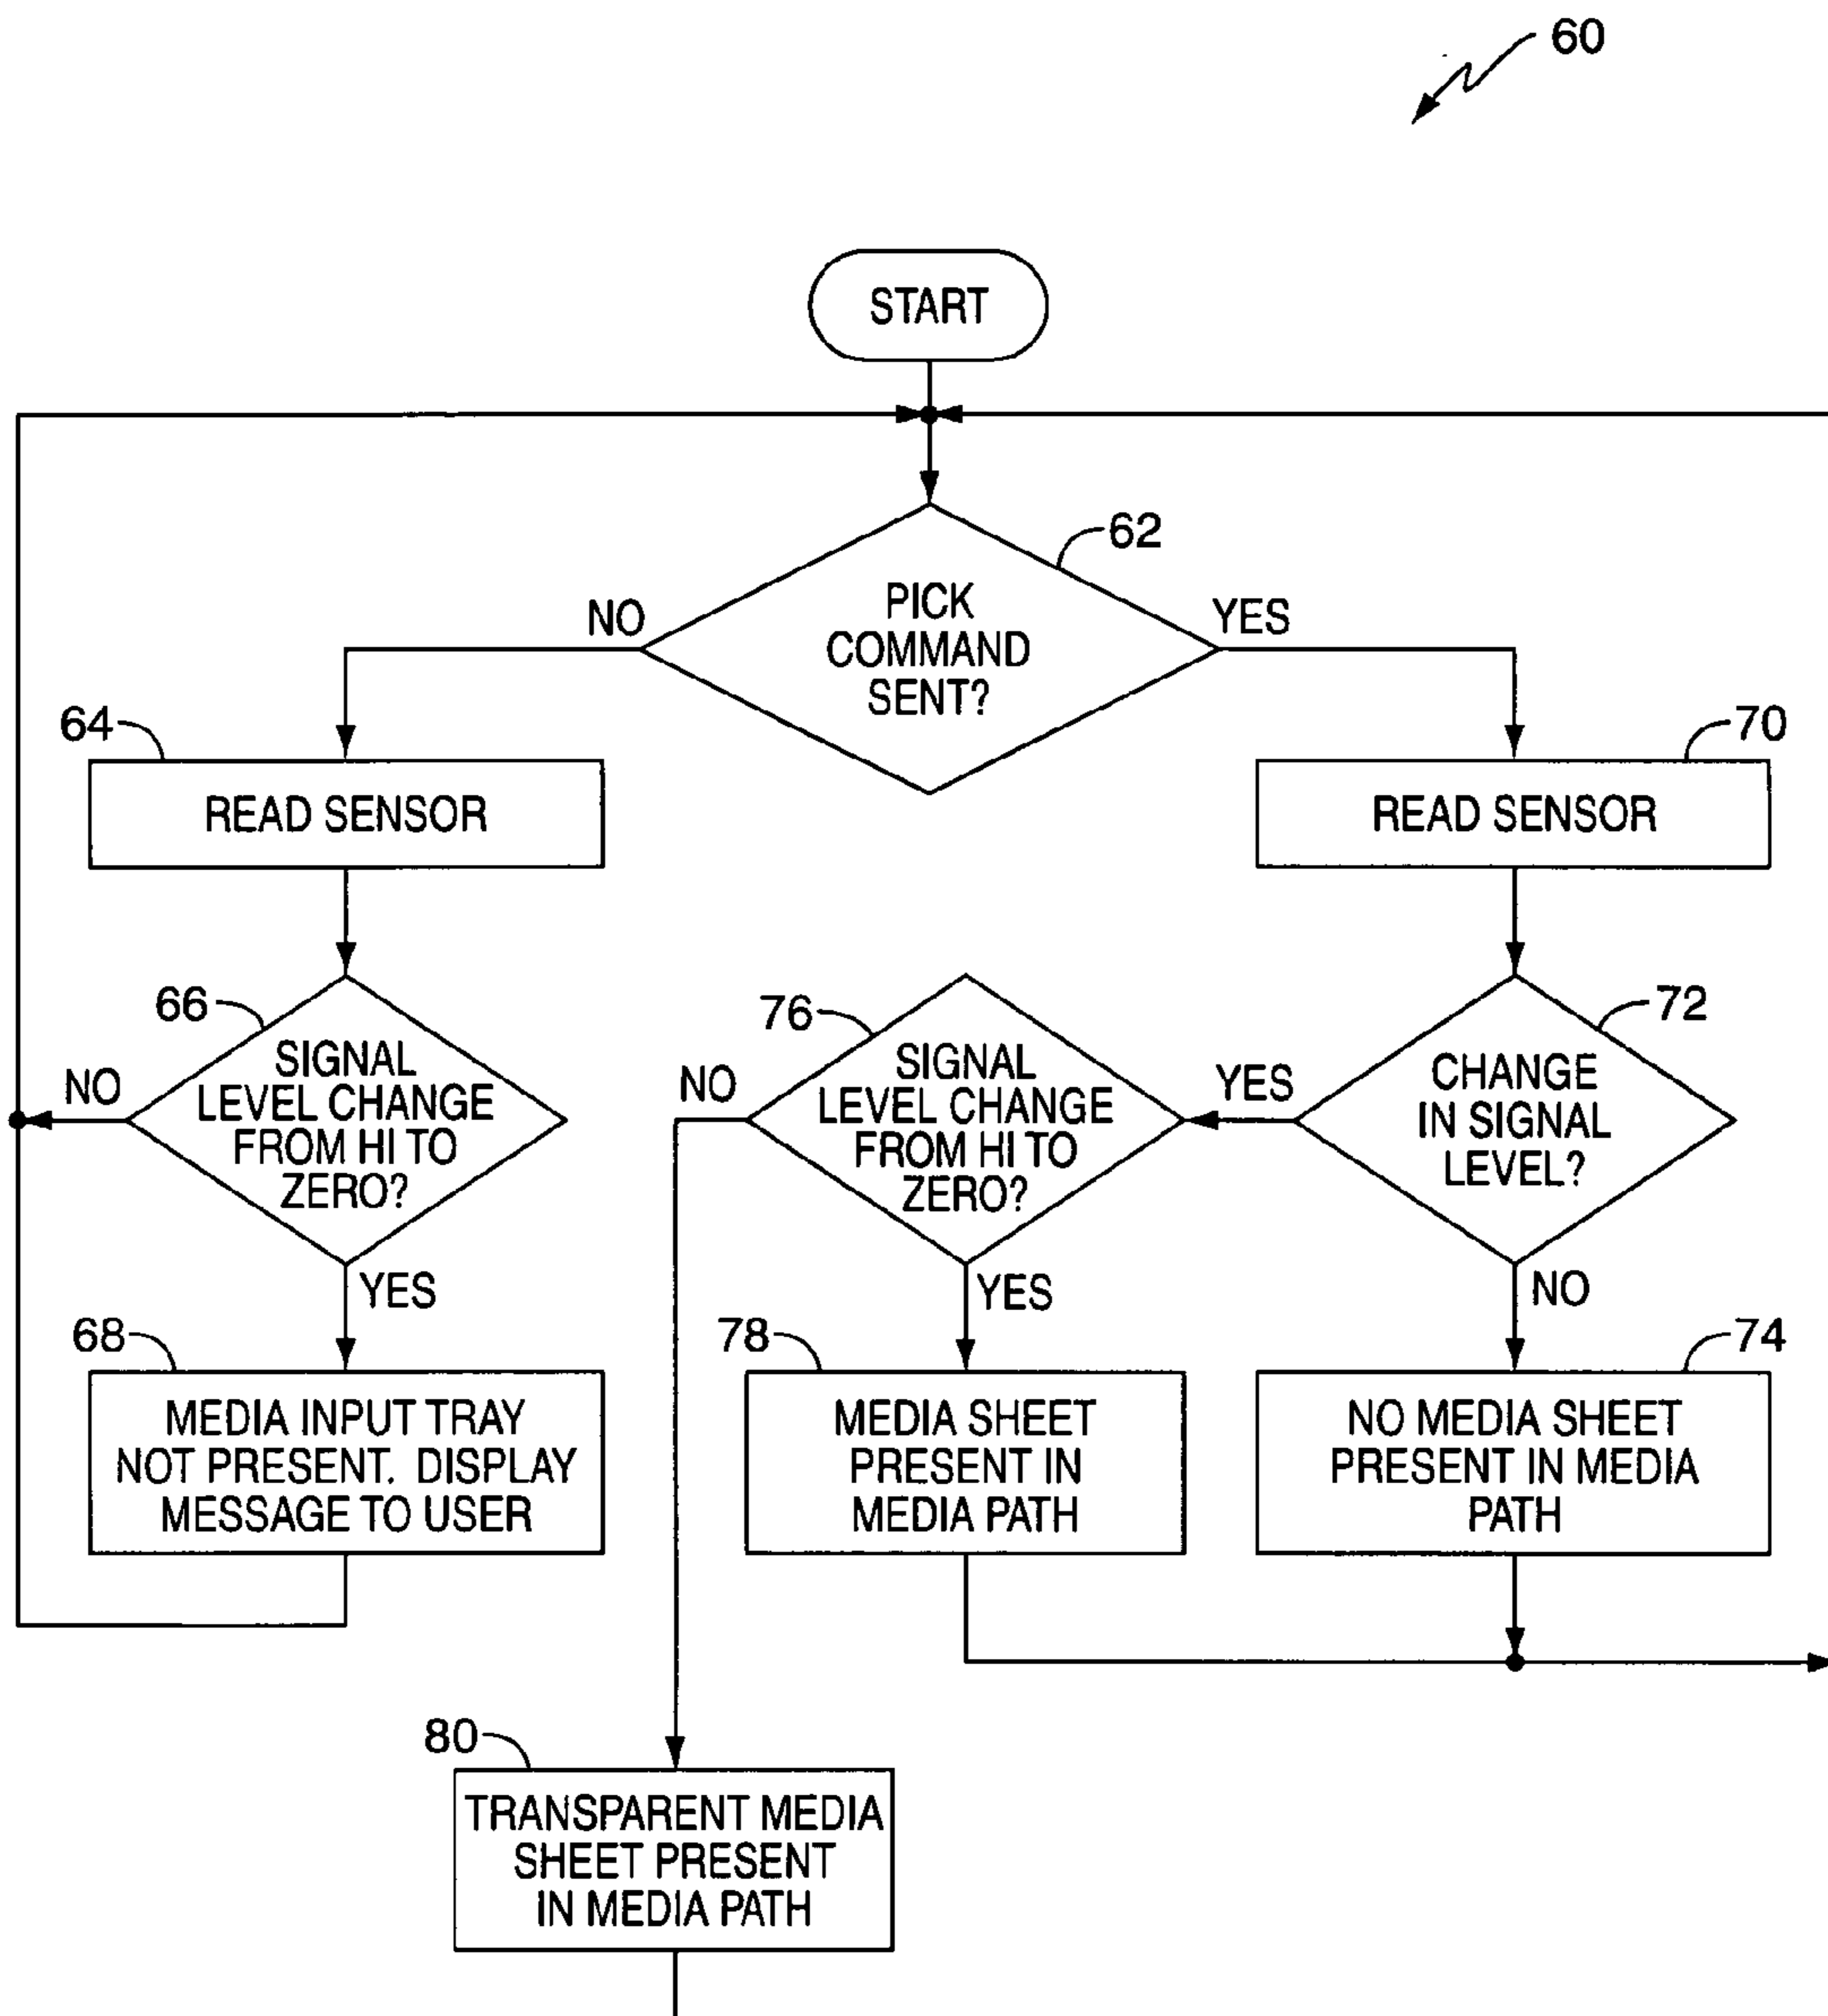 60
START
62
PICK
COMMAND
SENT?
NO
YES
64
READ SENSOR
70
READ SENSOR
66
SIGNAL
LEVEL CHANGE
FROM HI TO
ZERO?
NO
YES
76
SIGNAL
LEVEL CHANGE
FROM HI TO
ZERO?
NO
YES
72
CHANGE
IN SIGNAL
LEVEL?
YES
NO
68
MEDIA INPUT TRAY
NOT PRESENT. DISPLAY
MESSAGE TO USER
78
MEDIA SHEET
PRESENT IN
MEDIA PATH
74
NO MEDIA SHEET
PRESENT IN MEDIA
PATH
80
TRANSPARENT MEDIA
SHEET PRESENT
IN MEDIA PATH